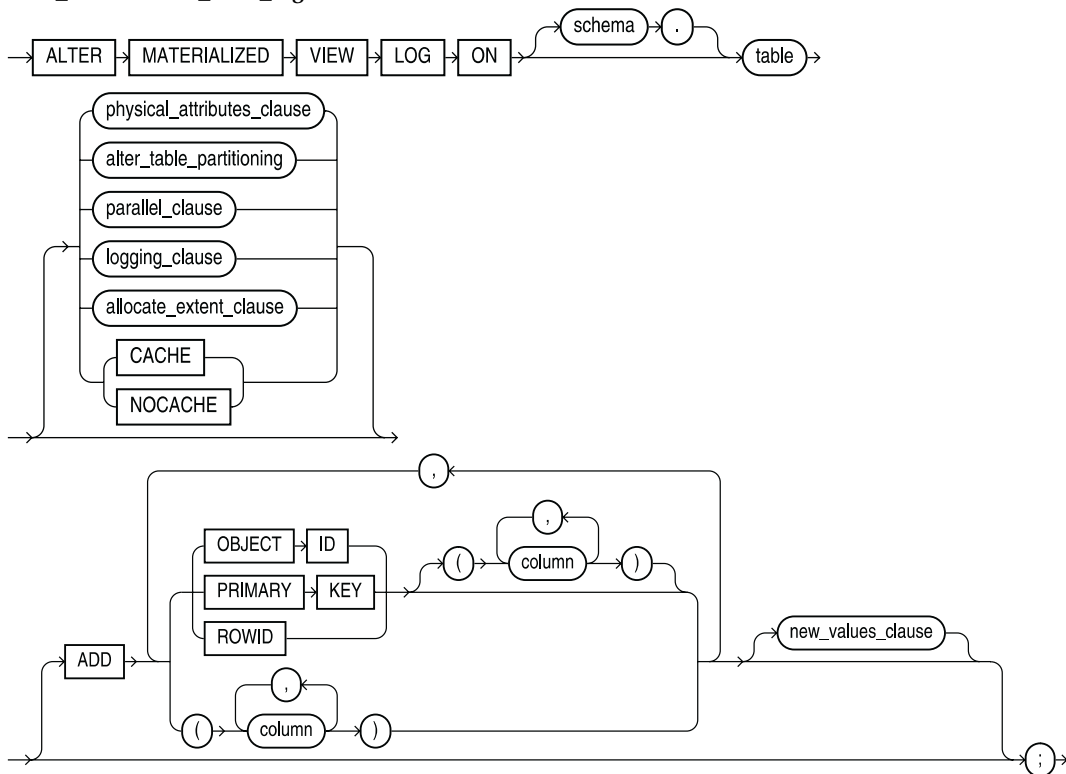 schema .
ALTER MATERIALIZED VIEW LOG ON table
physical_attributes_clause
alter_table_partitioning
parallel_clause
logging_clause
allocate_extent_clause
CACHE
NOCACHE
,
,
OBJECT ID
( column )
PRIMARY KEY
ROWID
new_values_clause
ADD
,
( column )
;